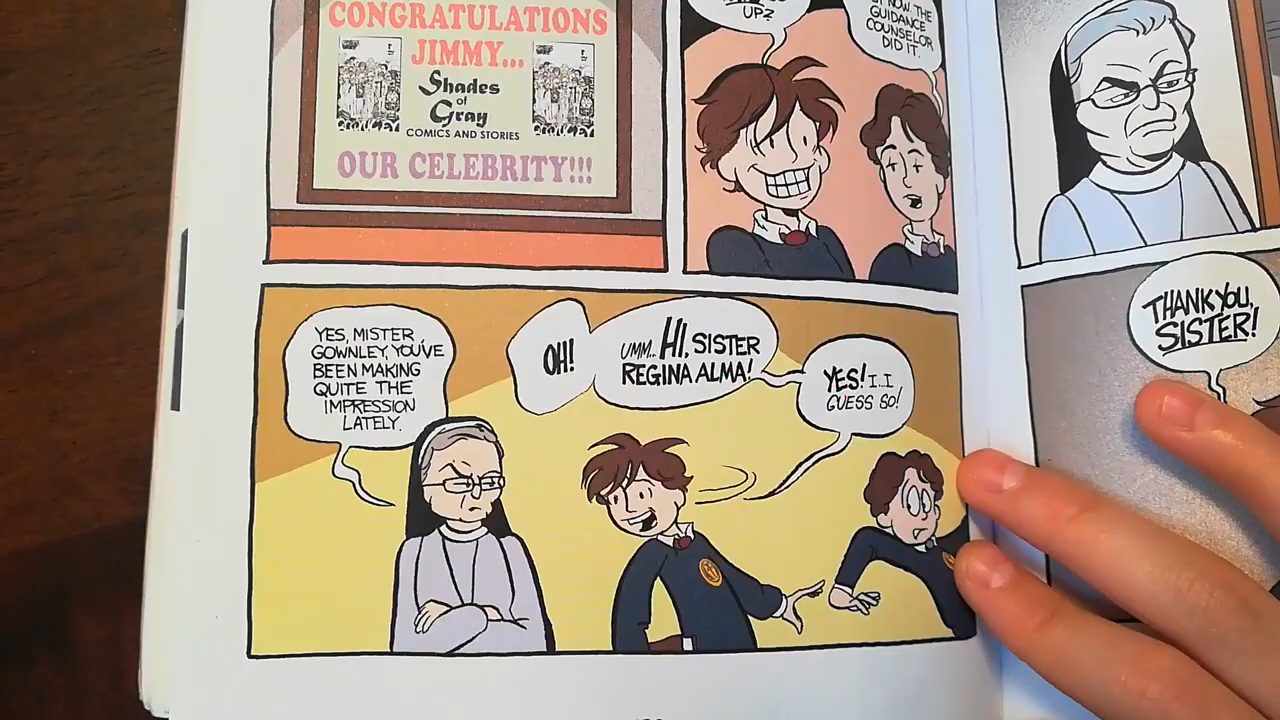 CONGRATULATIONS
JIMMY...
Shades
of
Gray
COMICS AND STORIES
OUR CELEBRITY!!!
UP?
NOW. THE
GUIDANCE
COUNSELOR
DID IT.
YES, MISTER
GOWNLEY, YOU'VE
BEEN MAKING
QUITE THE
IMPRESSION
LATELY.
OH!
UMM... HI, SISTER
REGINA ALMA!
YES! I..I
GUESS SO!
THANK YOU,
SISTER!